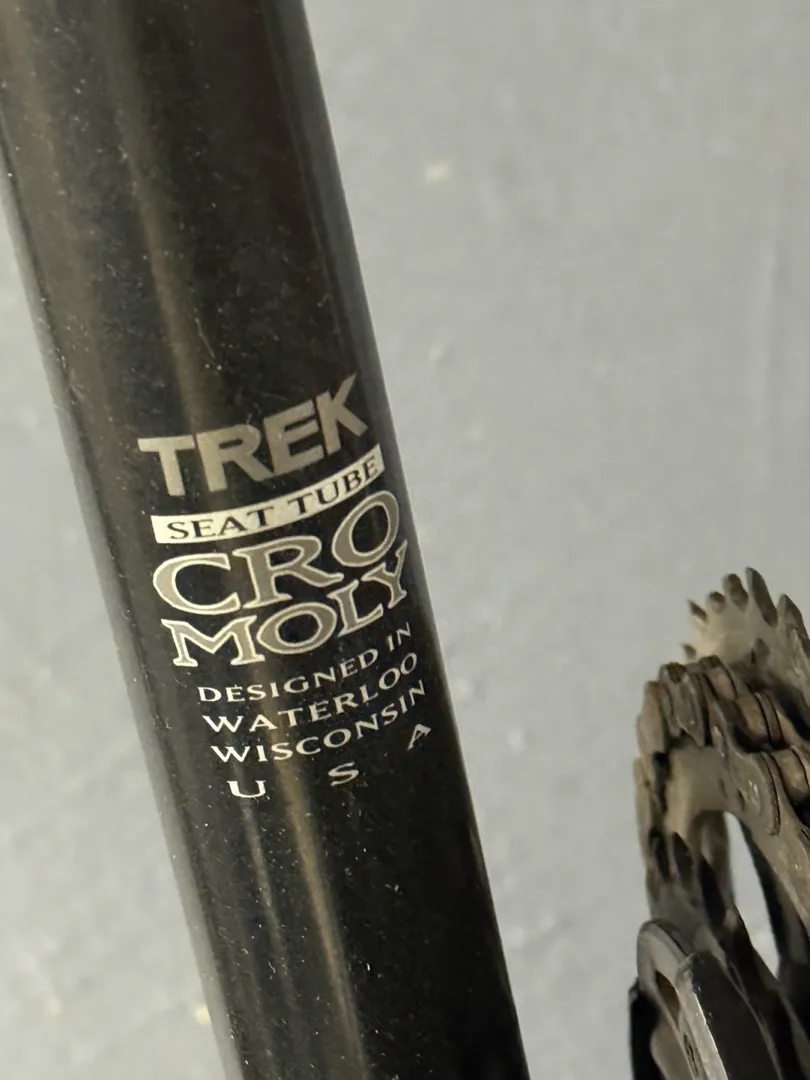 TREK
SEAT TUBE
CRO
MOLY
DESIGNED IN
WATERLOO
WISCONSIN
U S A